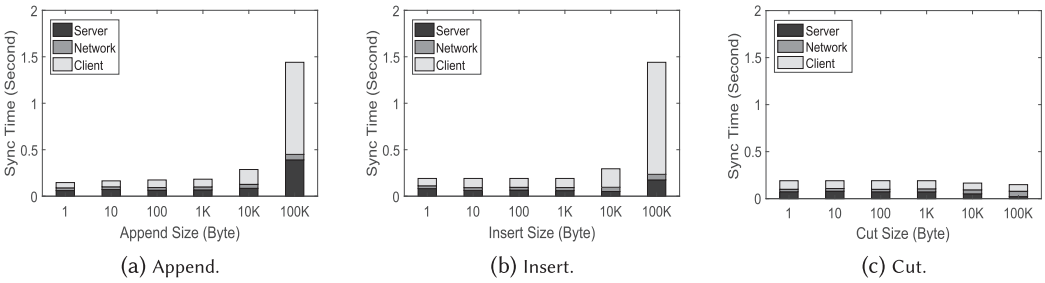 2
1.5
1
0.5
0
Sync Time (Second)
Server
Network
Client
1 10 100 1K 10K 100K
Append Size (Byte)
(a) Append.
2
1.5
1
0.5
0
Sync Time (Second)
Server
Network
Client
1 10 100 1K 10K 100K
Insert Size (Byte)
(b) Insert.
2
1.5
1
0.5
0
Sync Time (Second)
Server
Network
Client
1 10 100 1K 10K 100K
Cut Size (Byte)
(c) Cut.